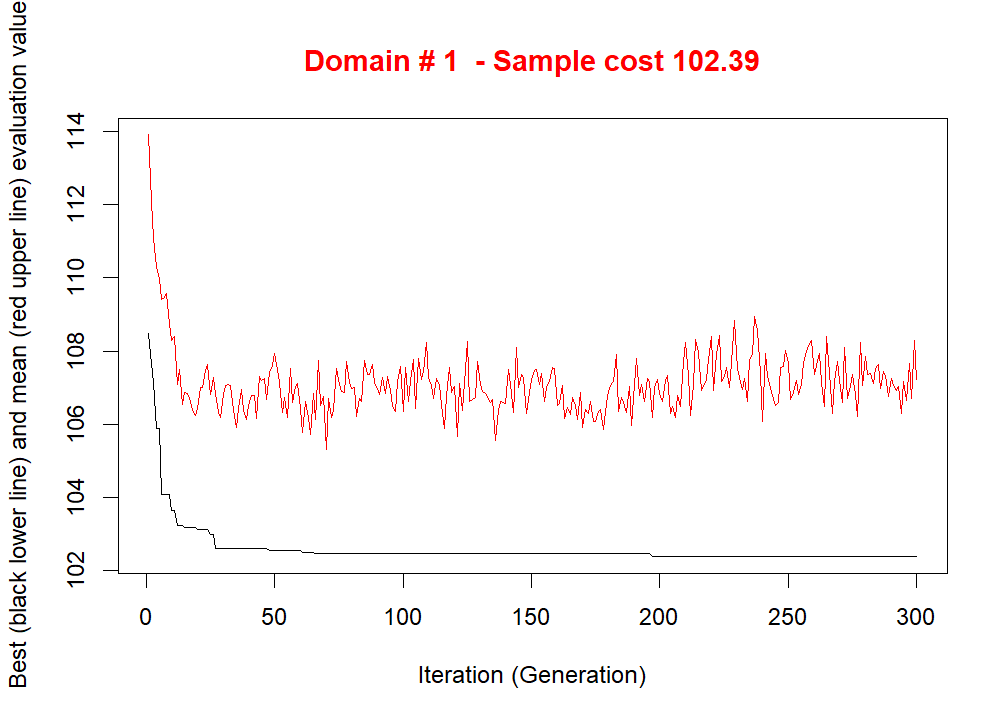 Domain # 1  - Sample cost 102.39
Best (black lower line) and mean (red upper line) evaluation value
114
112
110
108
106
104
102
0 50 100 150 200 250 300
Iteration (Generation)